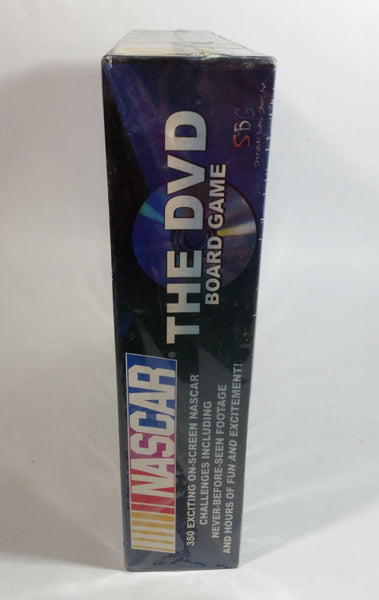 NASCAR®
THE DVD
BOARD GAME
350 EXCITING ON-SCREEN NASCAR
CHALLENGES INCLUDING
NEVER-BEFORE-SEEN FOOTAGE
AND HOURS OF FUN AND EXCITEMENT!
SBG